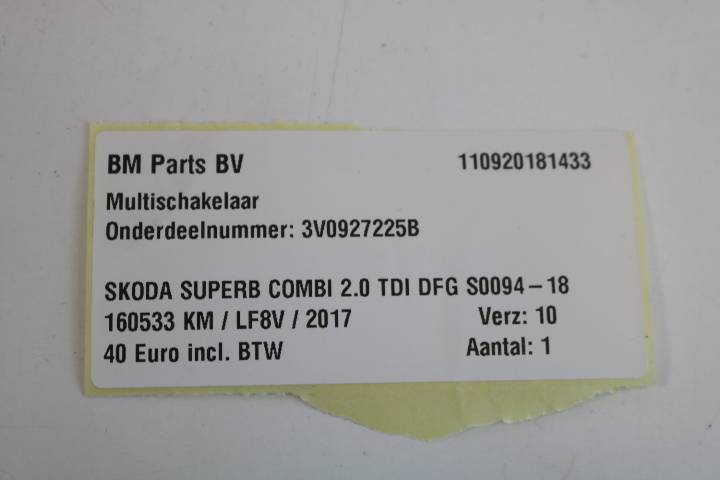 BM Parts BV 110920181433
Multischakelaar
Onderdeelnummer: 3V0927225B
SKODA SUPERB COMBI 2.0 TDI DFG S0094-18
160533 KM / LF8V / 2017 Verz: 10
40 Euro incl. BTW Aantal: 1